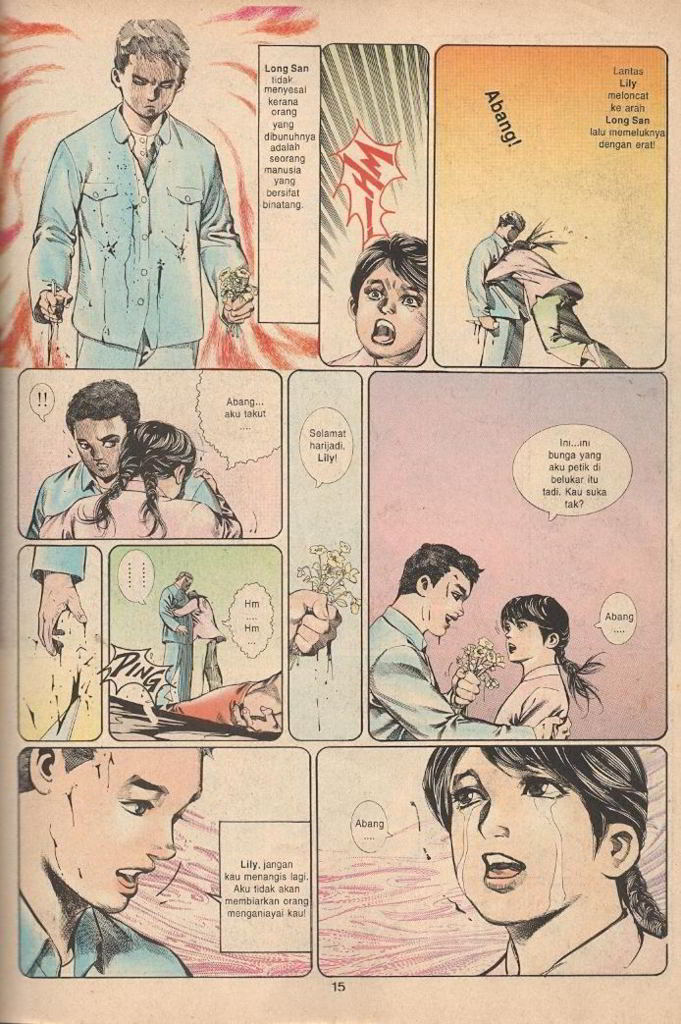 Long San
tidak
menyesal
kerana
orang
yang
dibunuhnya
adalah
seorang
manusia
yang
bersifat
binatang.
HM
Abang!
Lantas
Lily
meloncat
ke arah
Long San
lalu memeluknya
dengan erat!
!!
Abang...
aku takut
....
Hm
....
Hm
PING
Selamat
harijadi,
Lily!
Ini...ini
bunga yang
aku petik di
belukar itu
tadi. Kau suka
tak?
Abang
....
Lily, jangan
kau menangis lagi.
Aku tidak akan
membiarkan orang
menganiayai kau!
Abang
....
15